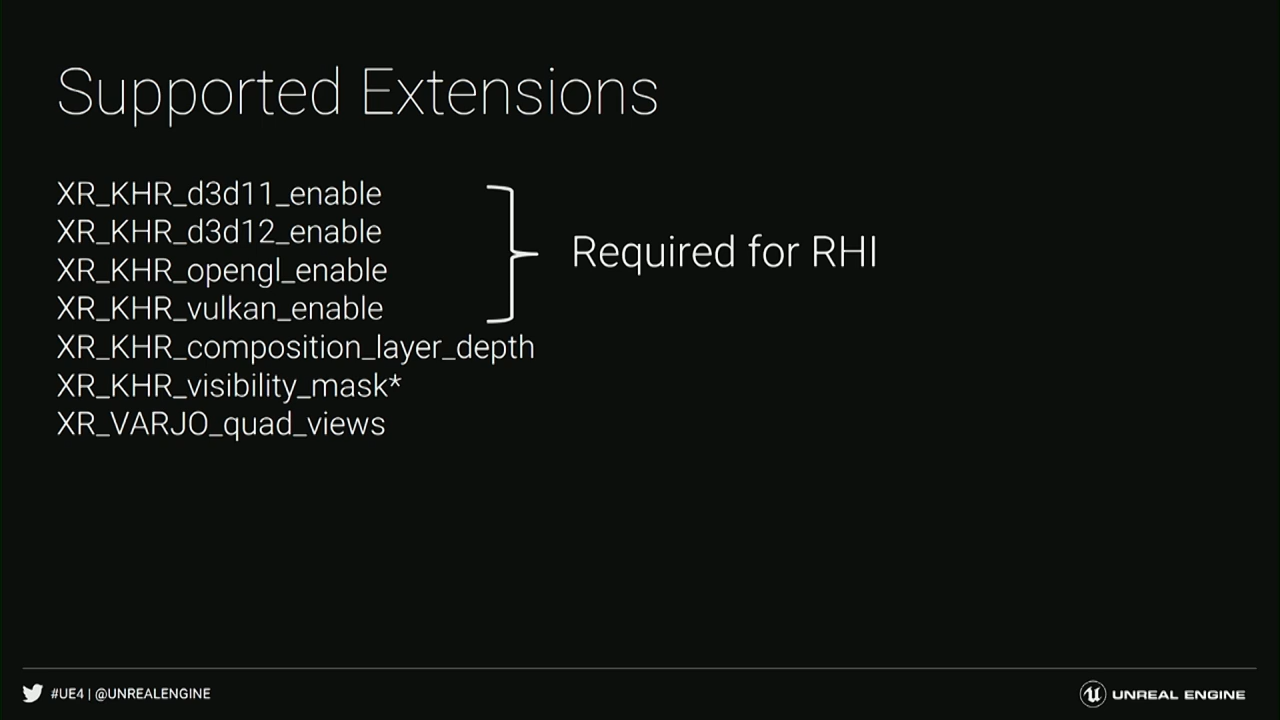 Supported Extensions
XR_KHR_d3d11_enable
XR_KHR_d3d12_enable
XR_KHR_opengl_enable
XR_KHR_vulkan_enable
Required for RHI
XR_KHR_composition_layer_depth
XR_KHR_visibility_mask*
XR_VARJO_quad_views
#UE4 | @UNREALENGINE
UNREAL ENGINE